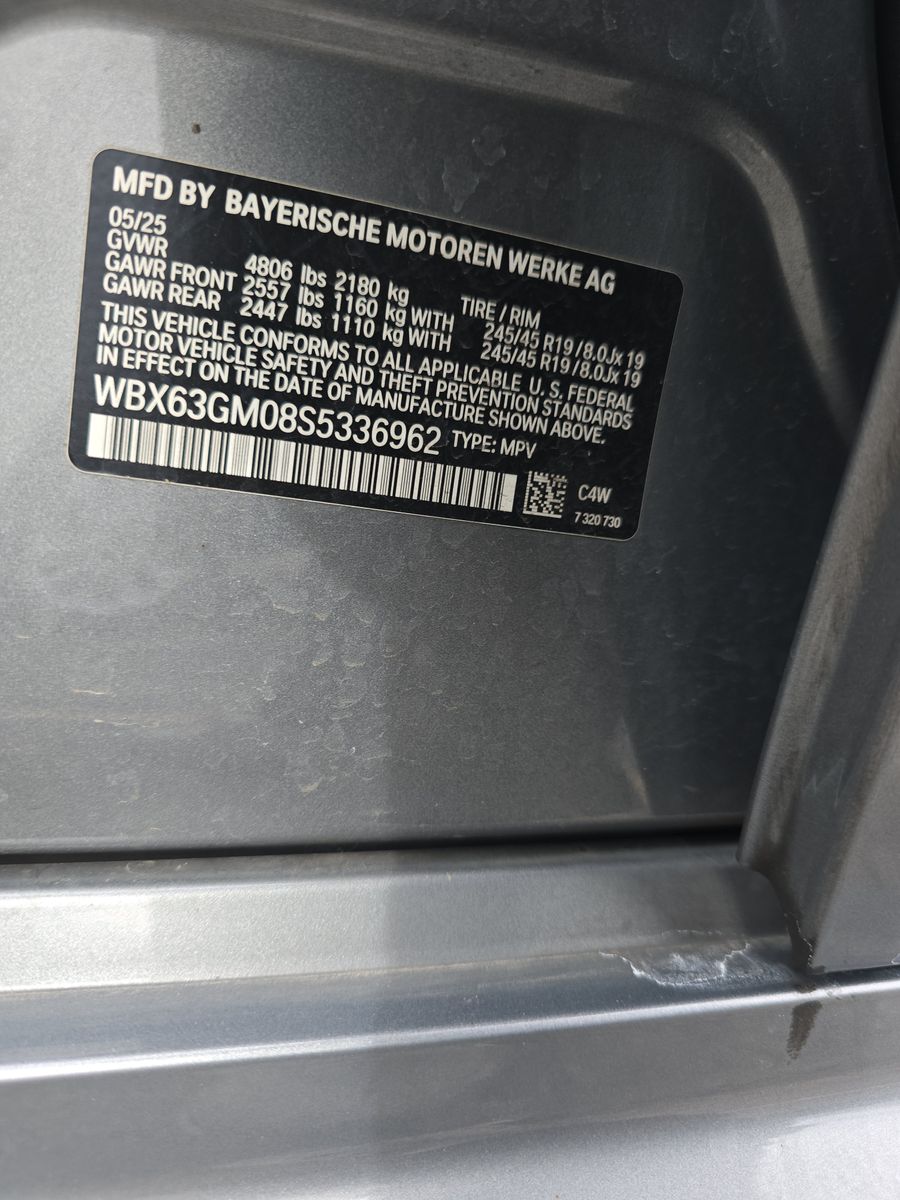 MFD BY BAYERISCHE MOTOREN WERKE AG
05/25
GVWR 4806 lbs 2180 kg TIRE / RIM
GAWR FRONT 2557 lbs 1160 kg WITH 245/45 R19 / 8.0Jx 19
GAWR REAR 2447 lbs 1110 kg WITH 245/45 R19 / 8.0Jx 19
THIS VEHICLE CONFORMS TO ALL APPLICABLE U. S. FEDERAL
MOTOR VEHICLE SAFETY AND THEFT PREVENTION STANDARDS
IN EFFECT ON THE DATE OF MANUFACTURE SHOWN ABOVE.
WBX63GM08S5336962 TYPE: MPV
C4W
7 320 730